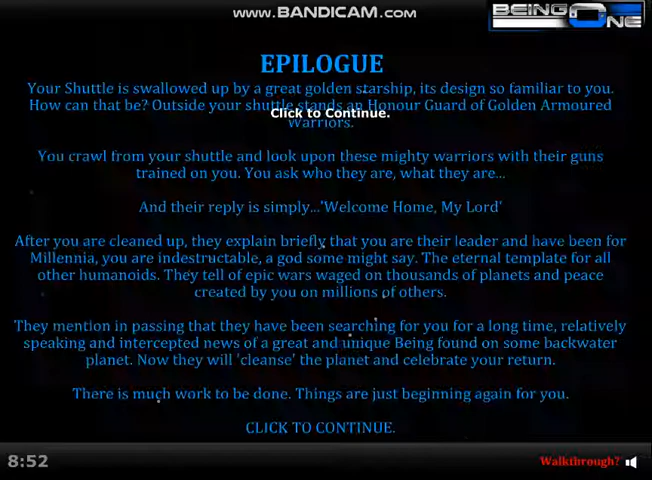 www.BANDICAM.com
BEING ONE
EPILOGUE
Your Shuttle is swallowed up by a great golden starship, its design so familiar to you.
How can that be? Outside your shuttle stands an Honour Guard of Golden Armoured
Click to Continue.
Warriors.
You crawl from your shuttle and look upon these mighty warriors with their guns
trained on you. You ask who they are, what they are...
And their reply is simply...'Welcome Home, My Lord'
After you are cleaned up, they explain briefly that you are their leader and have been for
Millennia, you are indestructable, a god some might say. The eternal template for all
other humanoids. They tell of epic wars waged on thousands of planets and peace
created by you on millions of others.
They mention in passing that they have been searching for you for a long time, relatively
speaking and intercepted news of a great and unique Being found on some backwater
planet. Now they will 'cleanse' the planet and celebrate your return.
There is much work to be done. Things are just beginning again for you.
CLICK TO CONTINUE.
8:52
Walkthrough?